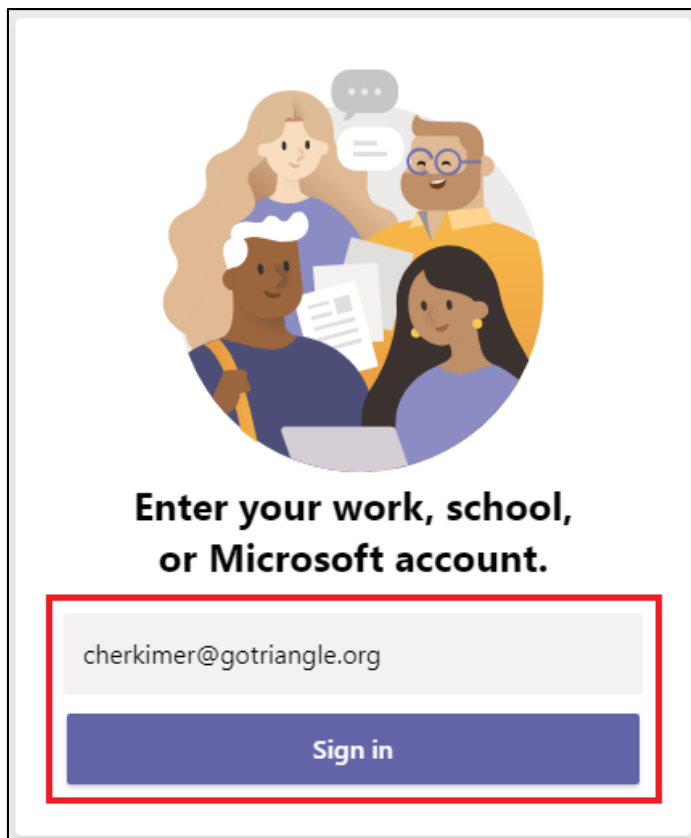 Enter your work, school,
or Microsoft account.
cherkimer@gotriangle.org
Sign in